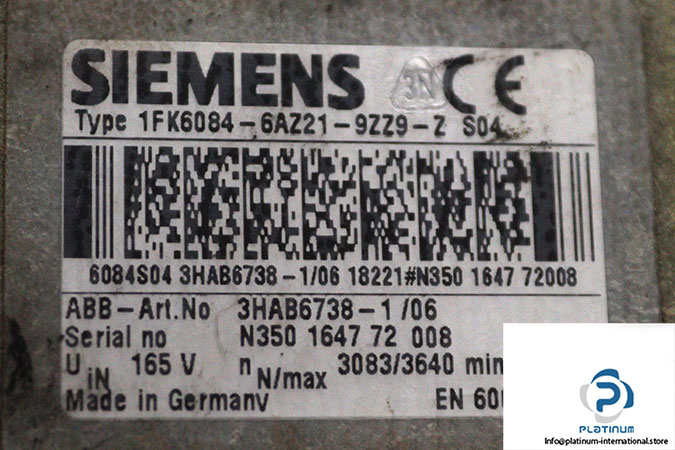 SIEMENS 3N CE
Type 1FK6084-6AZ21-9ZZ9-Z S04
6084S04 3HAB6738-1/06 18221#N350 1647 72008
ABB-Art.No 3HAB6738-1/06
Serial no N350 1647 72 008
U iN 165 V n N/max 3083/3640 min
Made in Germany EN
PLATINUM
info@platinum-international.store